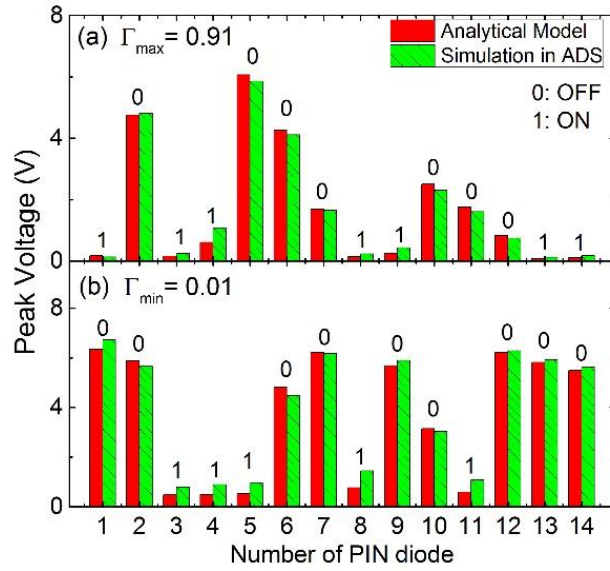 8
(a) Γmax = 0.91
Analytical Model
Simulation in ADS
0: OFF
1: ON
4
0
1 0 1 1 0 0 0 1 1 0 0 0 1 1
Peak Voltage (V)
(b) Γmin = 0.01
8
4
0
0 0 1 1 1 0 0 1 0 0 1 0 0 0
1 2 3 4 5 6 7 8 9 10 11 12 13 14
Number of PIN diode